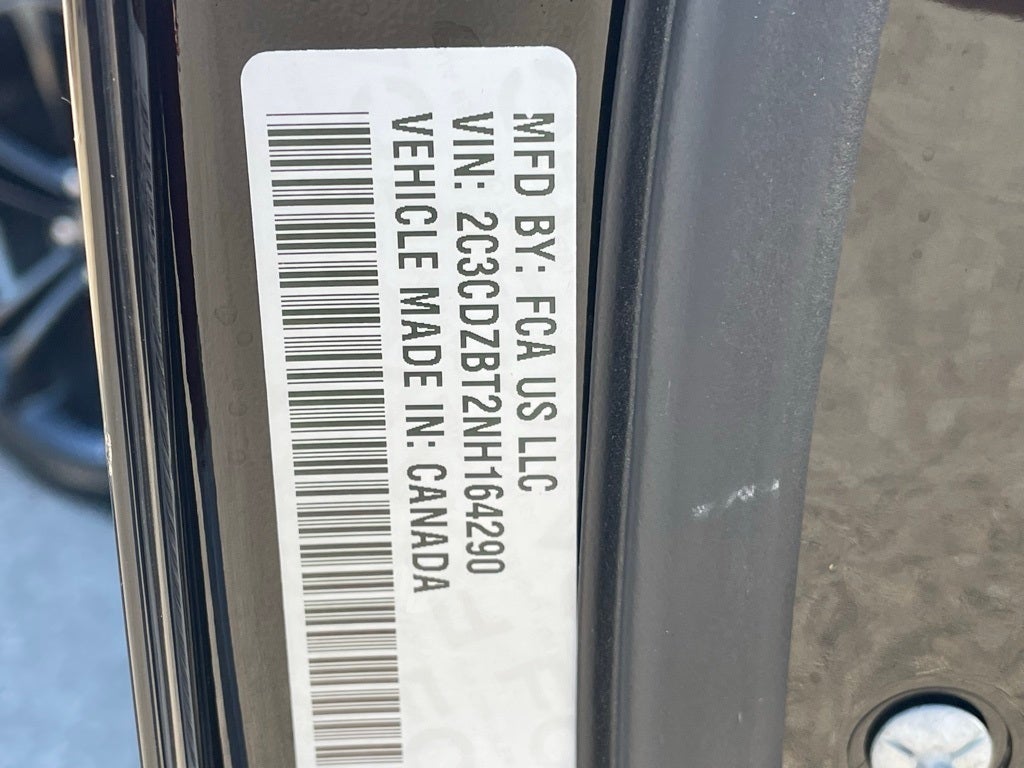 MFD BY: FCA US LLC
VIN: 2C3CDZBT2NH164290
VEHICLE MADE IN: CANADA